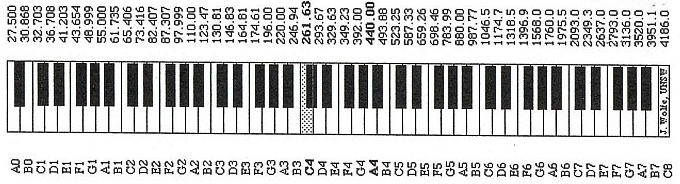 27.500
30.868
32.703
36.708
41.203
43.654
48.999
55.000
61.735
65.406
73.416
82.407
87.307
97.999
110.00
123.47
130.81
146.83
164.81
174.61
196.00
220.00
246.94
261.63
293.67
329.63
349.23
392.00
440.00
493.88
523.25
587.33
659.26
698.46
783.99
880.00
987.77
1046.5
1174.7
1318.5
1396.9
1568.0
1760.0
1975.5
2093.0
2349.3
2637.0
2793.0
3136.0
3520.0
3951.1
4186.0
J. Wolfe, UNSW
A0
B0
C1
D1
E1
F1
G1
A1
B1
C2
D2
E2
F2
G2
A2
B2
C3
D3
E3
F3
G3
A3
B3
C4
D4
E4
F4
G4
A4
B4
C5
D5
E5
F5
G5
A5
B5
C6
D6
E6
F6
G6
A6
B6
C7
D7
E7
F7
G7
A7
B7
C8